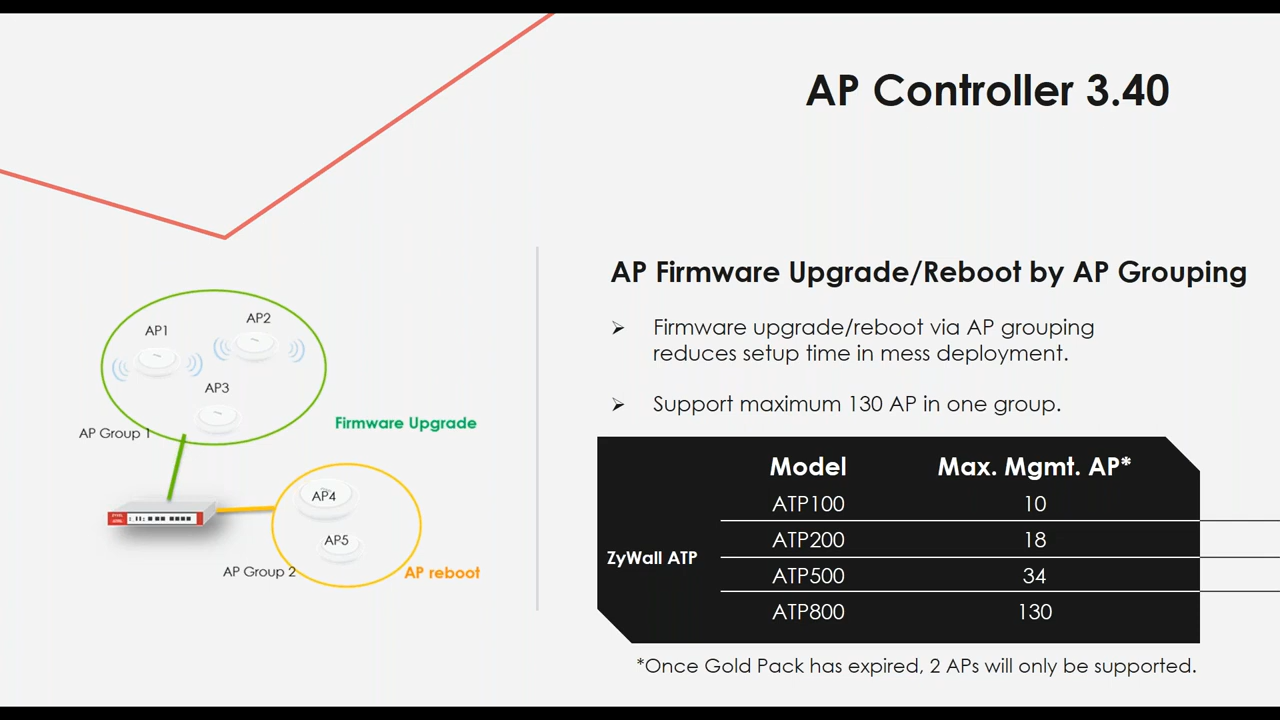 AP Controller 3.40
AP Firmware Upgrade/Reboot by AP Grouping
➢ Firmware upgrade/reboot via AP grouping
reduces setup time in mess deployment.
➢ Support maximum 130 AP in one group.
AP1
AP2
AP3
AP Group 1
Firmware Upgrade
AP4
AP5
AP Group 2
AP reboot
Model Max. Mgmt. AP*
ZyWall ATP
ATP100 10
ATP200 18
ATP500 34
ATP800 130
*Once Gold Pack has expired, 2 APs will only be supported.